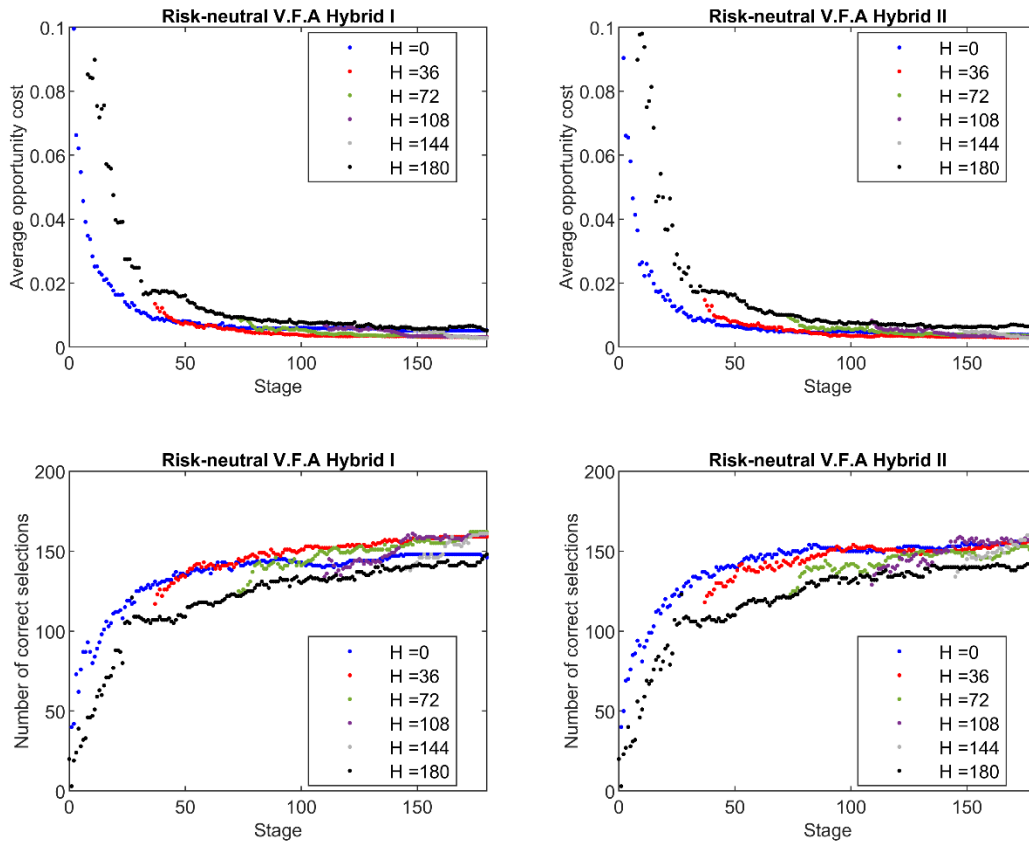 Risk-neutral V.F.A Hybrid I
0.1
0.08
0.06
0.04
0.02
0
Average opportunity cost
0
50
100
150
Stage
H =0
H =36
H =72
H =108
H =144
H =180
Risk-neutral V.F.A Hybrid II
0.1
0.08
0.06
0.04
0.02
0
Average opportunity cost
0
50
100
150
Stage
H =0
H =36
H =72
H =108
H =144
H =180
Risk-neutral V.F.A Hybrid I
200
150
100
50
0
Number of correct selections
0
50
100
150
Stage
H =0
H =36
H =72
H =108
H =144
H =180
Risk-neutral V.F.A Hybrid II
200
150
100
50
0
Number of correct selections
0
50
100
150
Stage
H =0
H =36
H =72
H =108
H =144
H =180